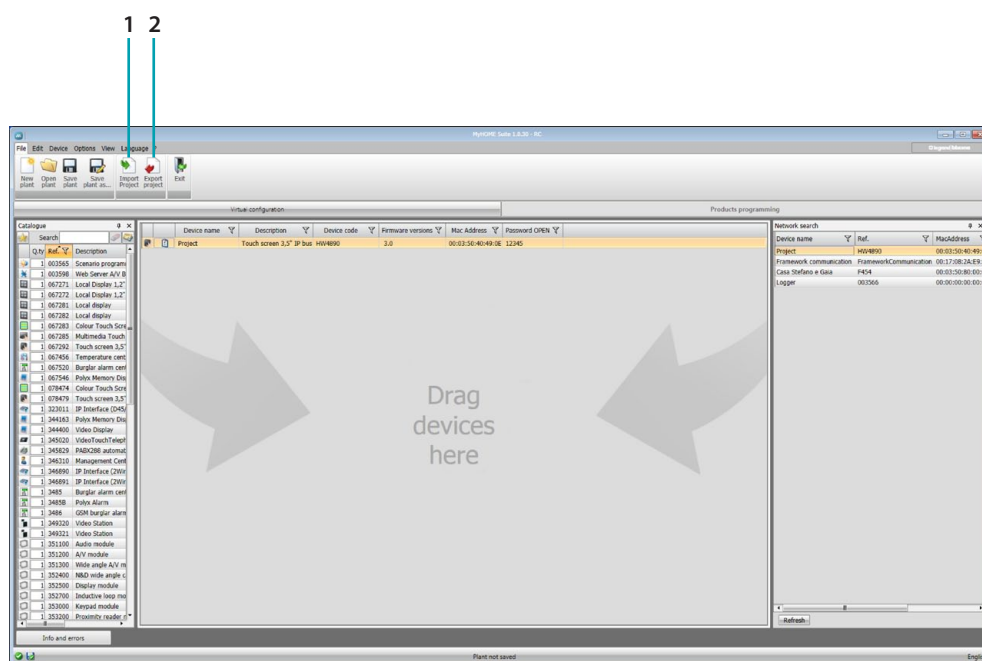 1 2
MyHOME Suite 1.0.30 - RC
File Edit Device Options View Language ?
New plant
Open plant
Save plant
Save plant as...
Import Project
Export project
Exit
Virtual configuration
Products programming
Catalogue
Search
Q.ty Ref. Description
1 003565 Scenario programi
1 003598 Web Server A/V B
1 067271 Local Display 1,2"
1 067272 Local Display 1,2"
1 067281 Local display
1 067282 Local display
1 067283 Colour Touch Scre
1 067285 Multimedia Touch
1 067292 Touch screen 3,5"
1 067456 Temperature cent
1 067520 Burglar alarm cen
1 067546 Polyx Memory Dis
1 078474 Colour Touch Scre
1 078479 Touch screen 3,5"
1 323011 IP Interface (D45/
1 344163 Polyx Memory Dis
1 344400 Video Display
1 345020 VideoTouchTeleph
1 345829 PABX288 automat
1 346310 Management Cent
1 346890 IP Interface (2Wir
1 346891 IP Interface (2Wir
1 3485 Burglar alarm cen
1 3485B Polyx Alarm
1 3486 GSM burglar alarm
1 349320 Video Station
1 349321 Video Station
1 351100 Audio module
1 351200 A/V module
1 351300 Wide angle A/V m
1 352400 N&D wide angle c
1 352500 Display module
1 352700 Inductive loop mo
1 353000 Keypad module
1 353200 Proximity reader m
Device name Description Device code Firmware versions Mac Address Password OPEN
Project Touch screen 3,5" IP bus HW4890 3.0 00:03:50:40:49:0E 12345
Drag
devices
here
Network search
Device name Ref. MacAddress
Project HW4890 00:03:50:40:49:
Framework communication FrameworkCommunication 00:17:08:2A:E9:
Casa Stefano e Gaia F454 00:03:50:80:00:
Logger 003566 00:00:00:00:00:
Refresh
Info and errors
Plant not saved
Engli